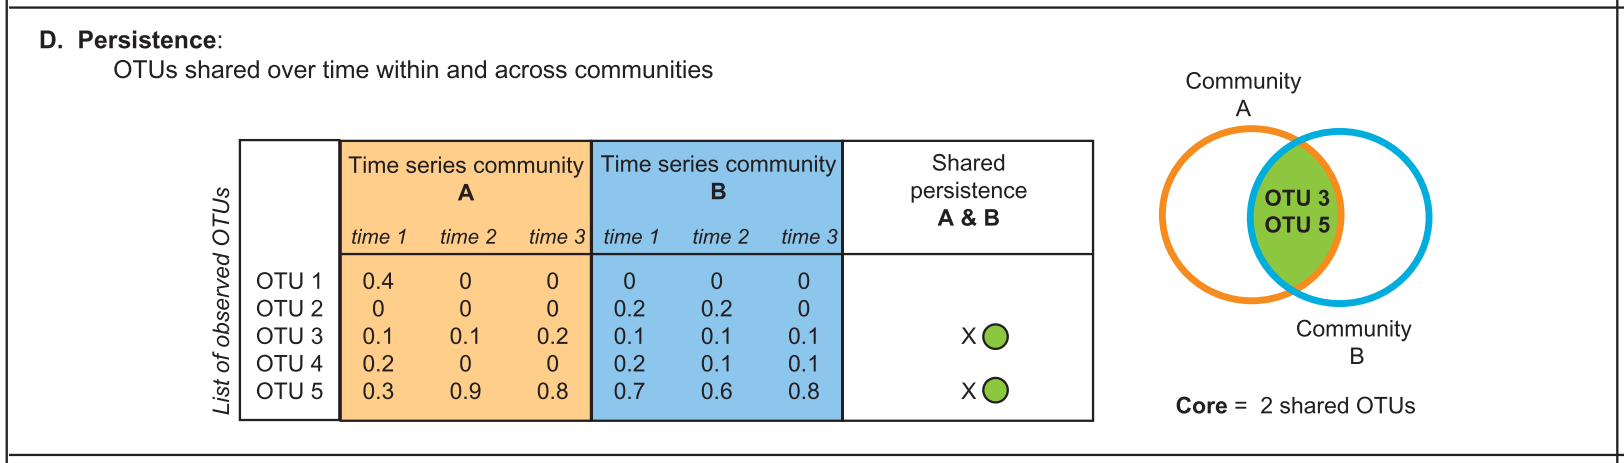 D. Persistence:
OTUs shared over time within and across communities
List of observed OTUs
Time series community A
Time series community B
Shared persistence A & B
time 1 time 2 time 3 time 1 time 2 time 3
OTU 1 0.4 0 0 0 0 0
OTU 2 0 0 0 0.2 0.2 0
OTU 3 0.1 0.1 0.2 0.1 0.1 0.1 X
OTU 4 0.2 0 0 0.2 0.1 0.1
OTU 5 0.3 0.9 0.8 0.7 0.6 0.8 X
Community
A
OTU 3
OTU 5
Community
B
Core = 2 shared OTUs